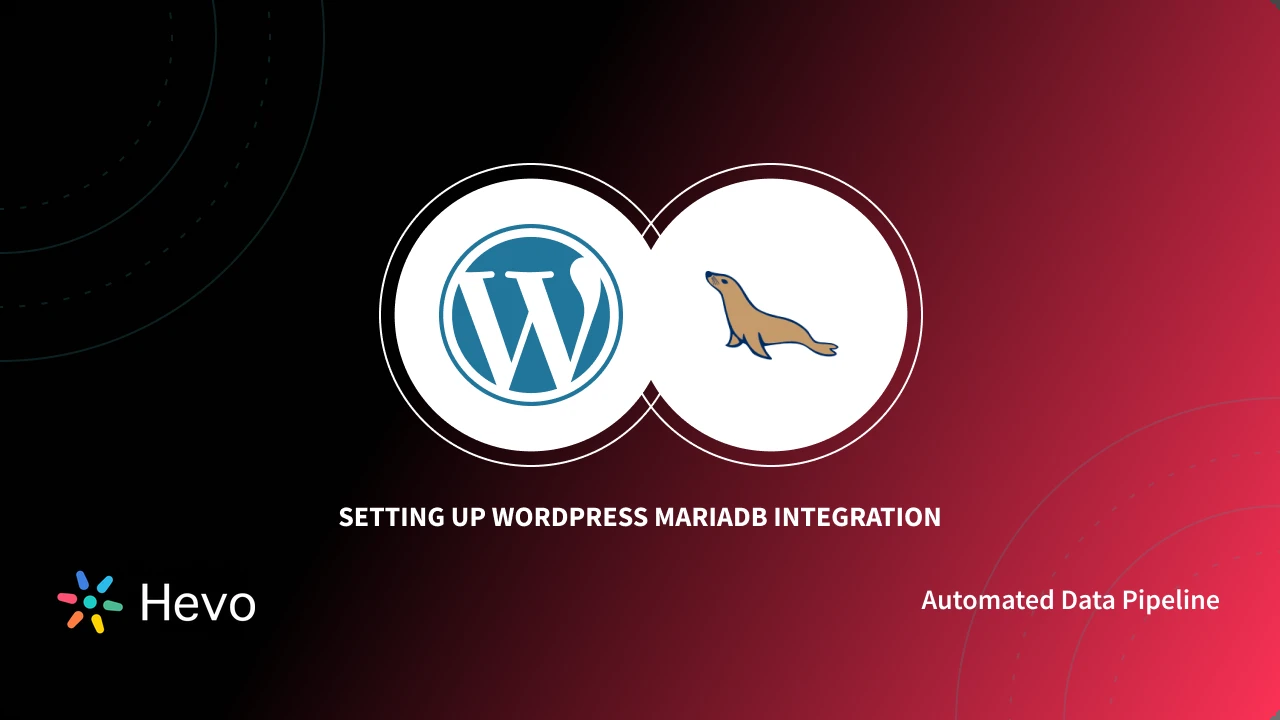 W
SETTING UP WORDPRESS MARIADB INTEGRATION
Hevo
Automated Data Pipeline